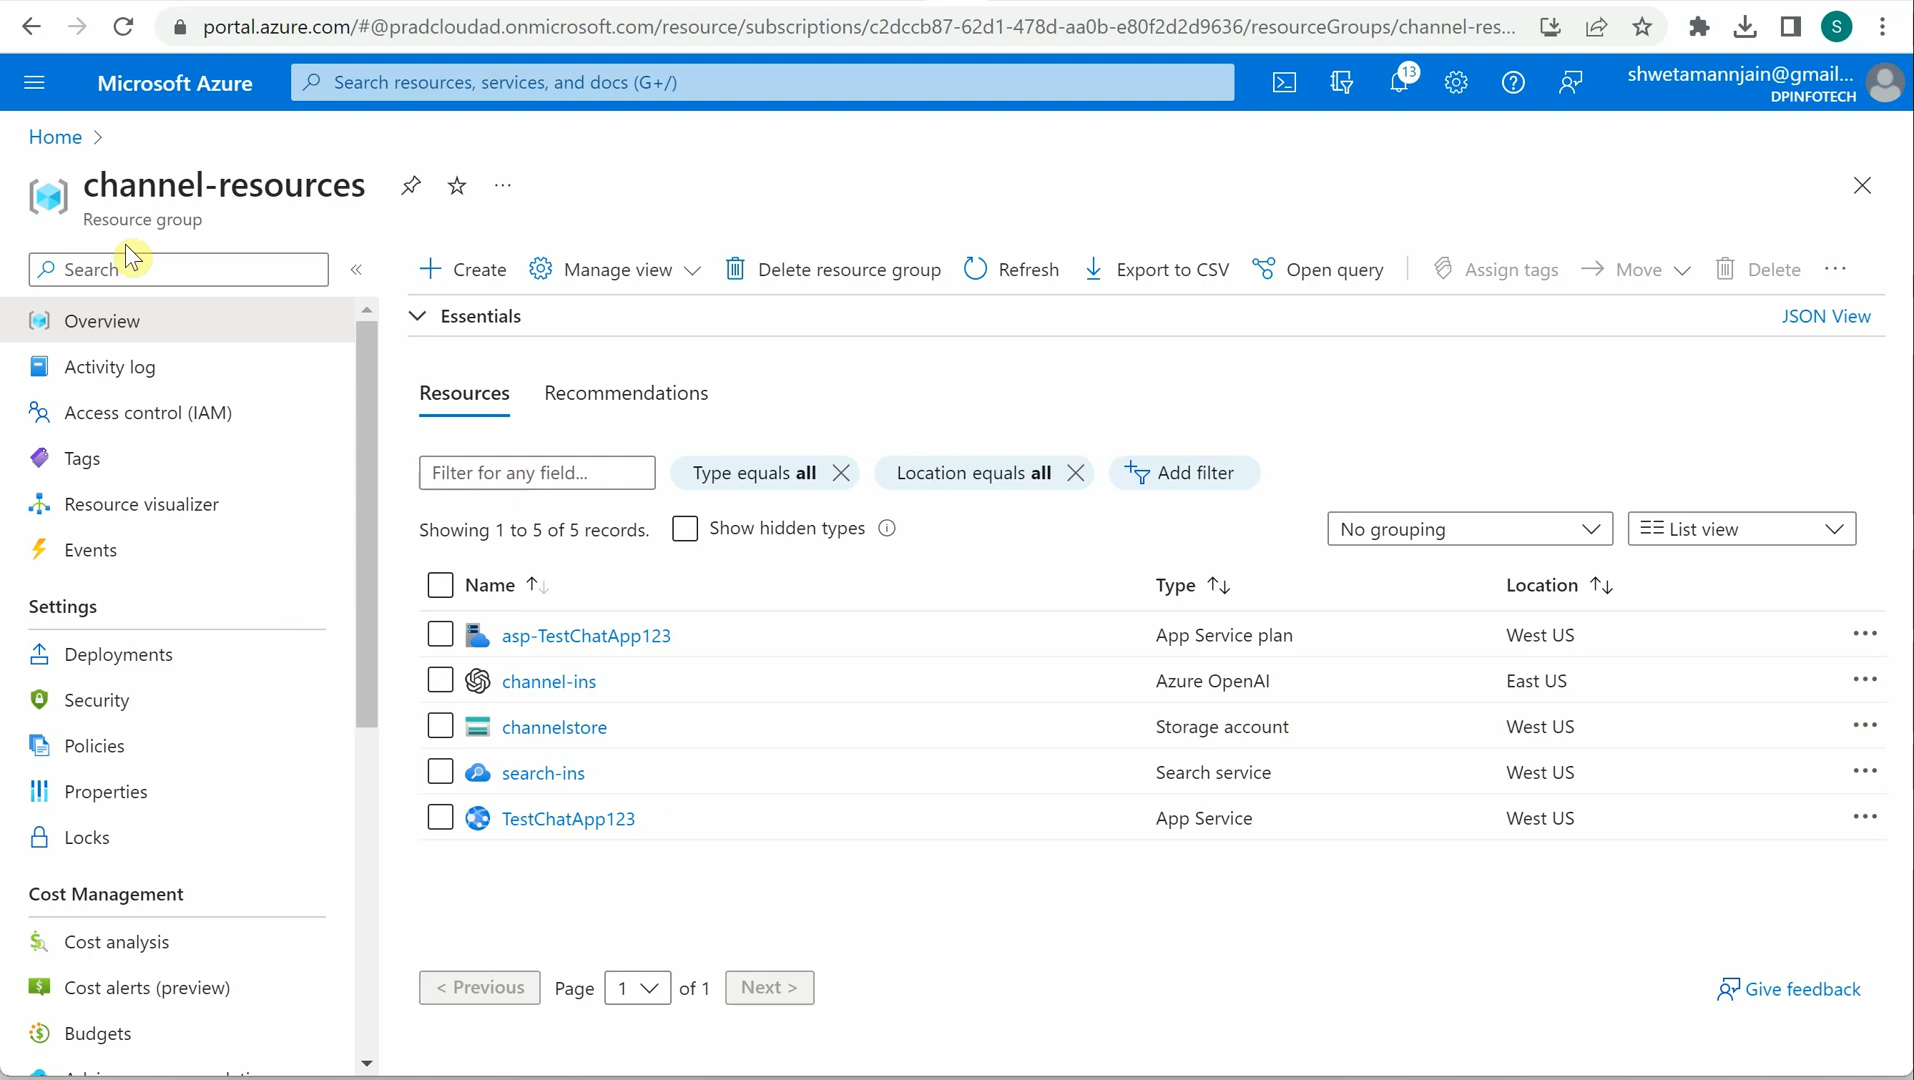 portal.azure.com/#@pradcloudad.onmicrosoft.com/resource/subscriptions/c2dccb87-62d1-478d-aa0b-e80f2d2d9636/resourceGroups/channel-res...
S
Microsoft Azure
Search resources, services, and docs (G+/)
13
shwetamannjain@gmail...
DPINFOTECH
Home
channel-resources
Resource group
Search
Create
Manage view
Delete resource group
Refresh
Export to CSV
Open query
Assign tags
Move
Delete
Overview
Activity log
Access control (IAM)
Tags
Resource visualizer
Events
Settings
Deployments
Security
Policies
Properties
Locks
Cost Management
Cost analysis
Cost alerts (preview)
Budgets
Essentials
JSON View
Resources Recommendations
Filter for any field...
Type equals all
Location equals all
Add filter
Showing 1 to 5 of 5 records.
Show hidden types
No grouping
List view
Name Type Location
asp-TestChatApp123 App Service plan West US
channel-ins Azure OpenAI East US
channelstore Storage account West US
search-ins Search service West US
TestChatApp123 App Service West US
< Previous Page 1 of 1 Next >
Give feedback